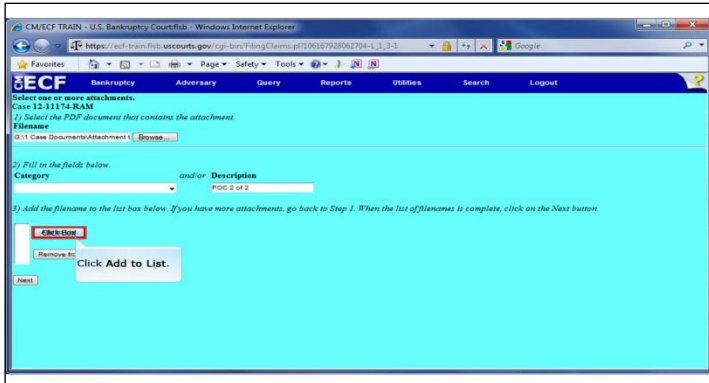 CM/ECF TRAIN - U.S. Bankruptcy Court:flsb - Windows Internet Explorer
https://ecf-train.flsb.uscourts.gov/cgi-bin/FilingClaims.pl?106167928062704-L_1_3-1
Google
Favorites Page Safety Tools
ECF Bankruptcy Adversary Query Reports Utilities Search Logout ?
Select one or more attachments.
Case 12-11174-RAM
1) Select the PDF document that contains the attachment.
Filename
G:\1 Case Documents\Attachment t Browse...
2) Fill in the fields below.
Category and/or Description
POC 2 of 2
3) Add the filename to the list box below. If you have more attachments, go back to Step 1. When the list of filenames is complete, click on the Next button.
Click Box
Remove fro
Click Add to List.
Next